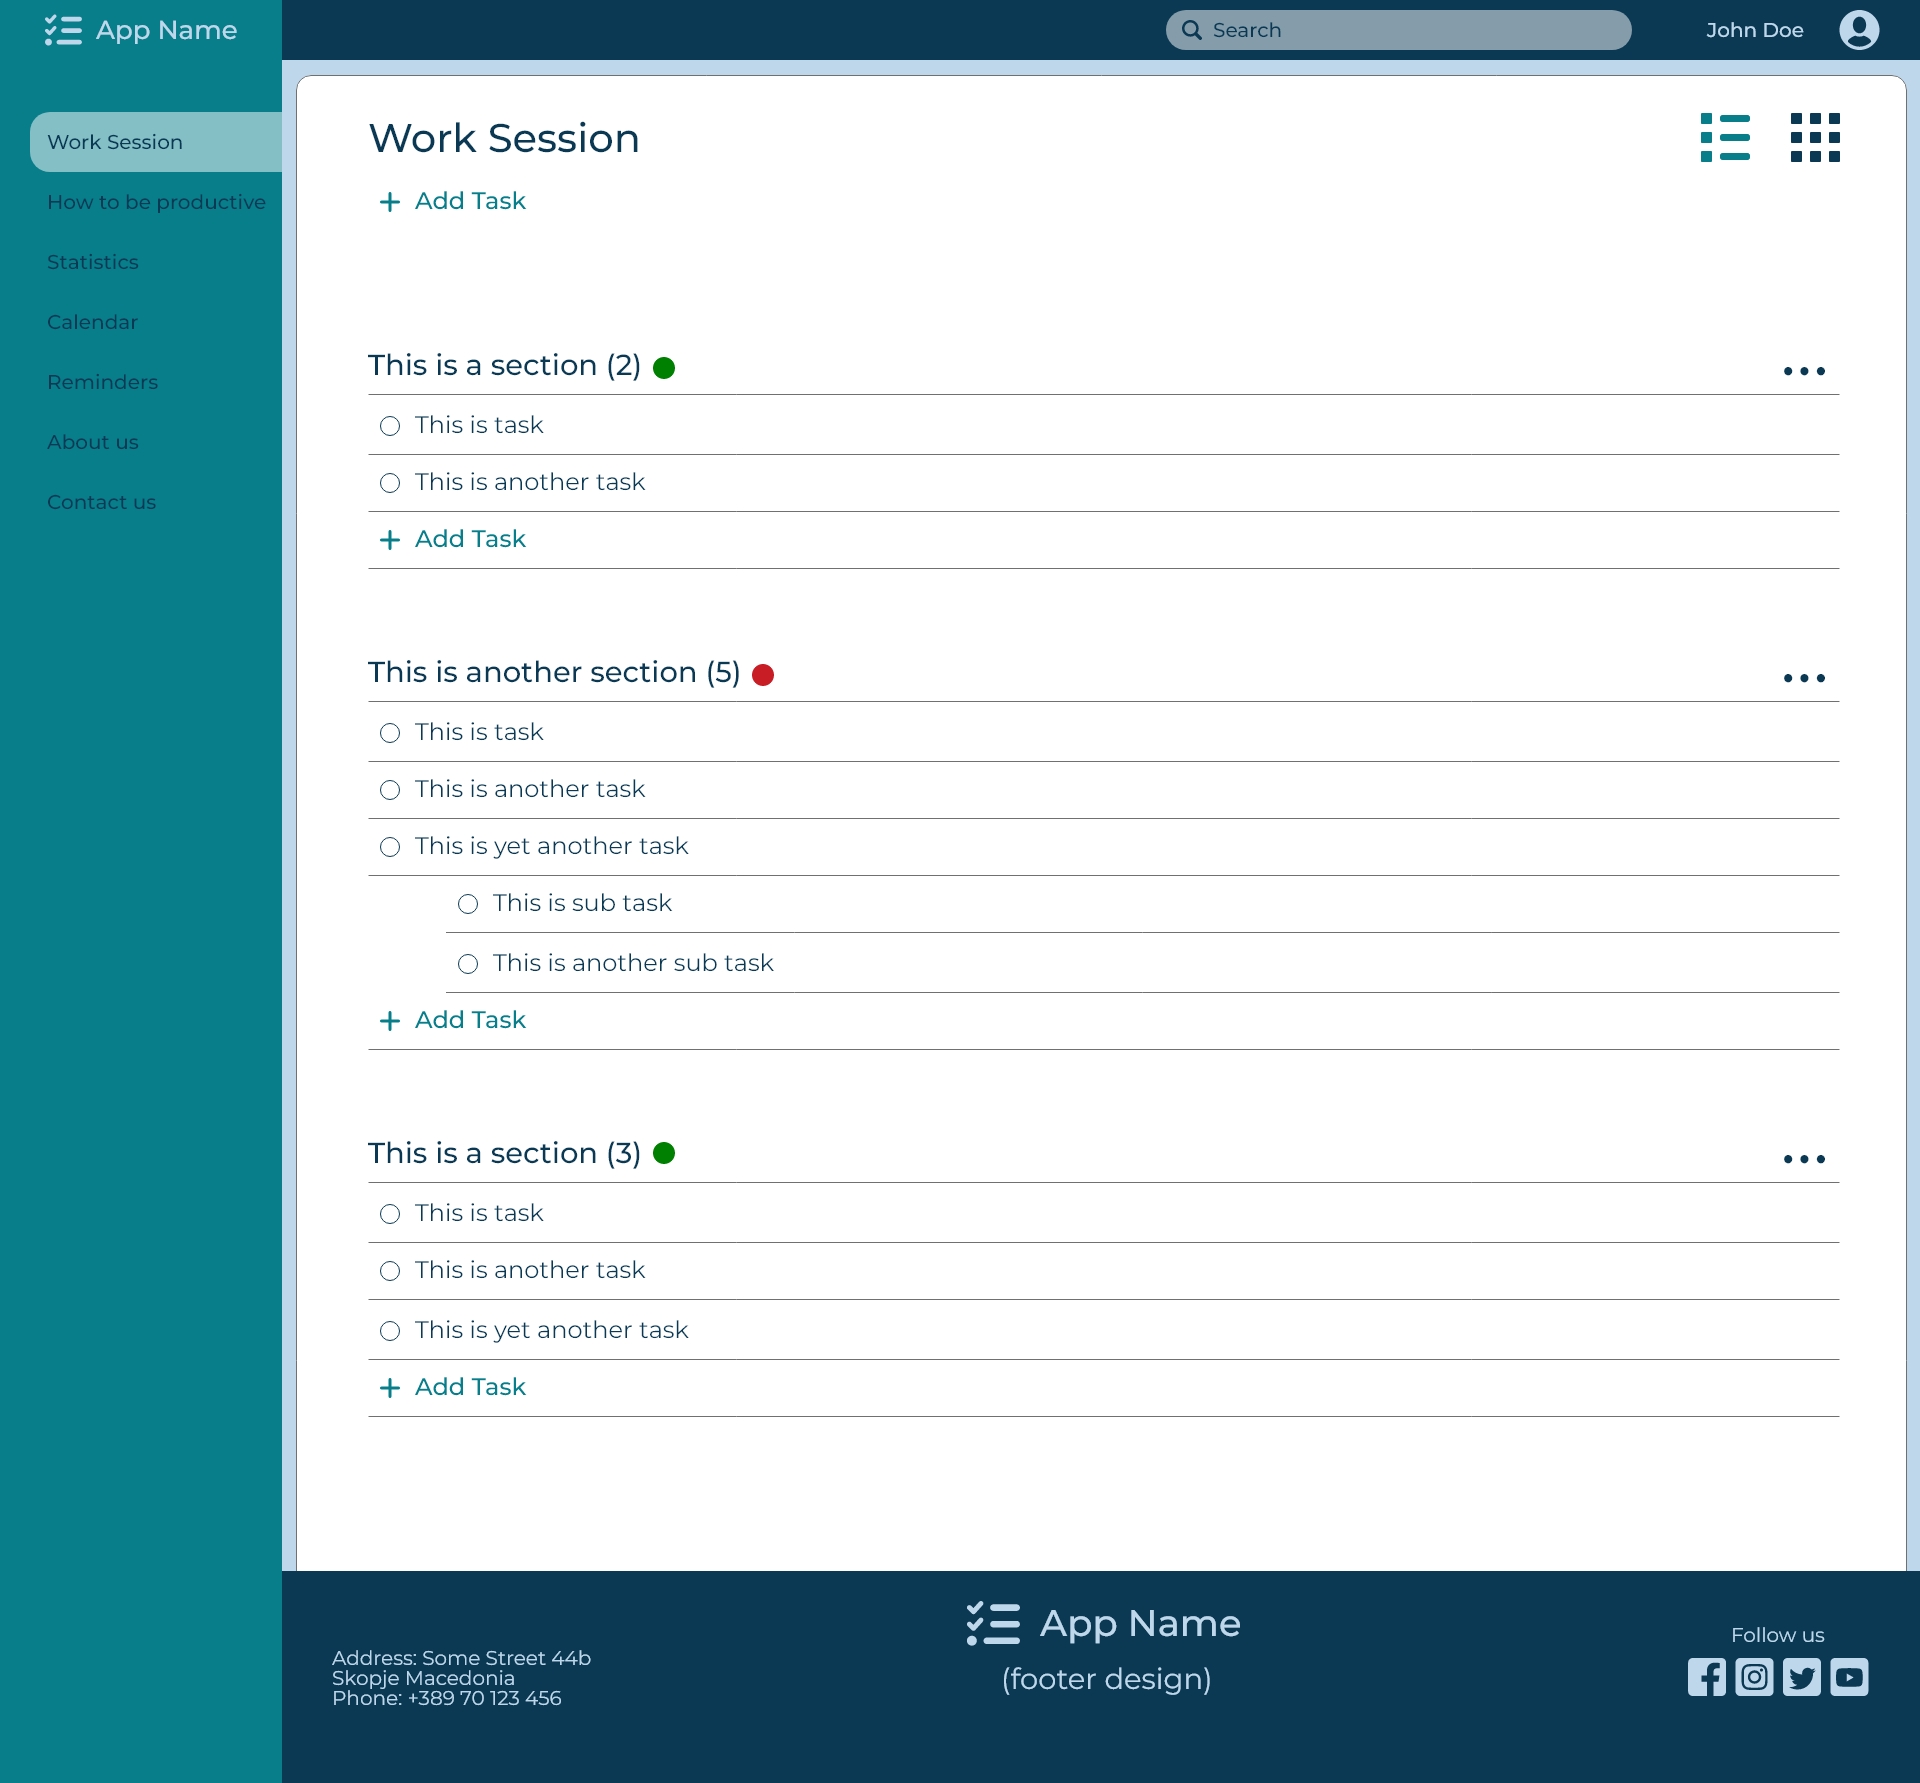 App Name
Search
John Doe
Work Session
How to be productive
Statistics
Calendar
Reminders
About us
Contact us
Work Session
+ Add Task
This is a section (2)
This is task
This is another task
+ Add Task
This is another section (5)
This is task
This is another task
This is yet another task
This is sub task
This is another sub task
+ Add Task
This is a section (3)
This is task
This is another task
This is yet another task
+ Add Task
Address: Some Street 44b
Skopje Macedonia
Phone: +389 70 123 456
App Name
(footer design)
Follow us